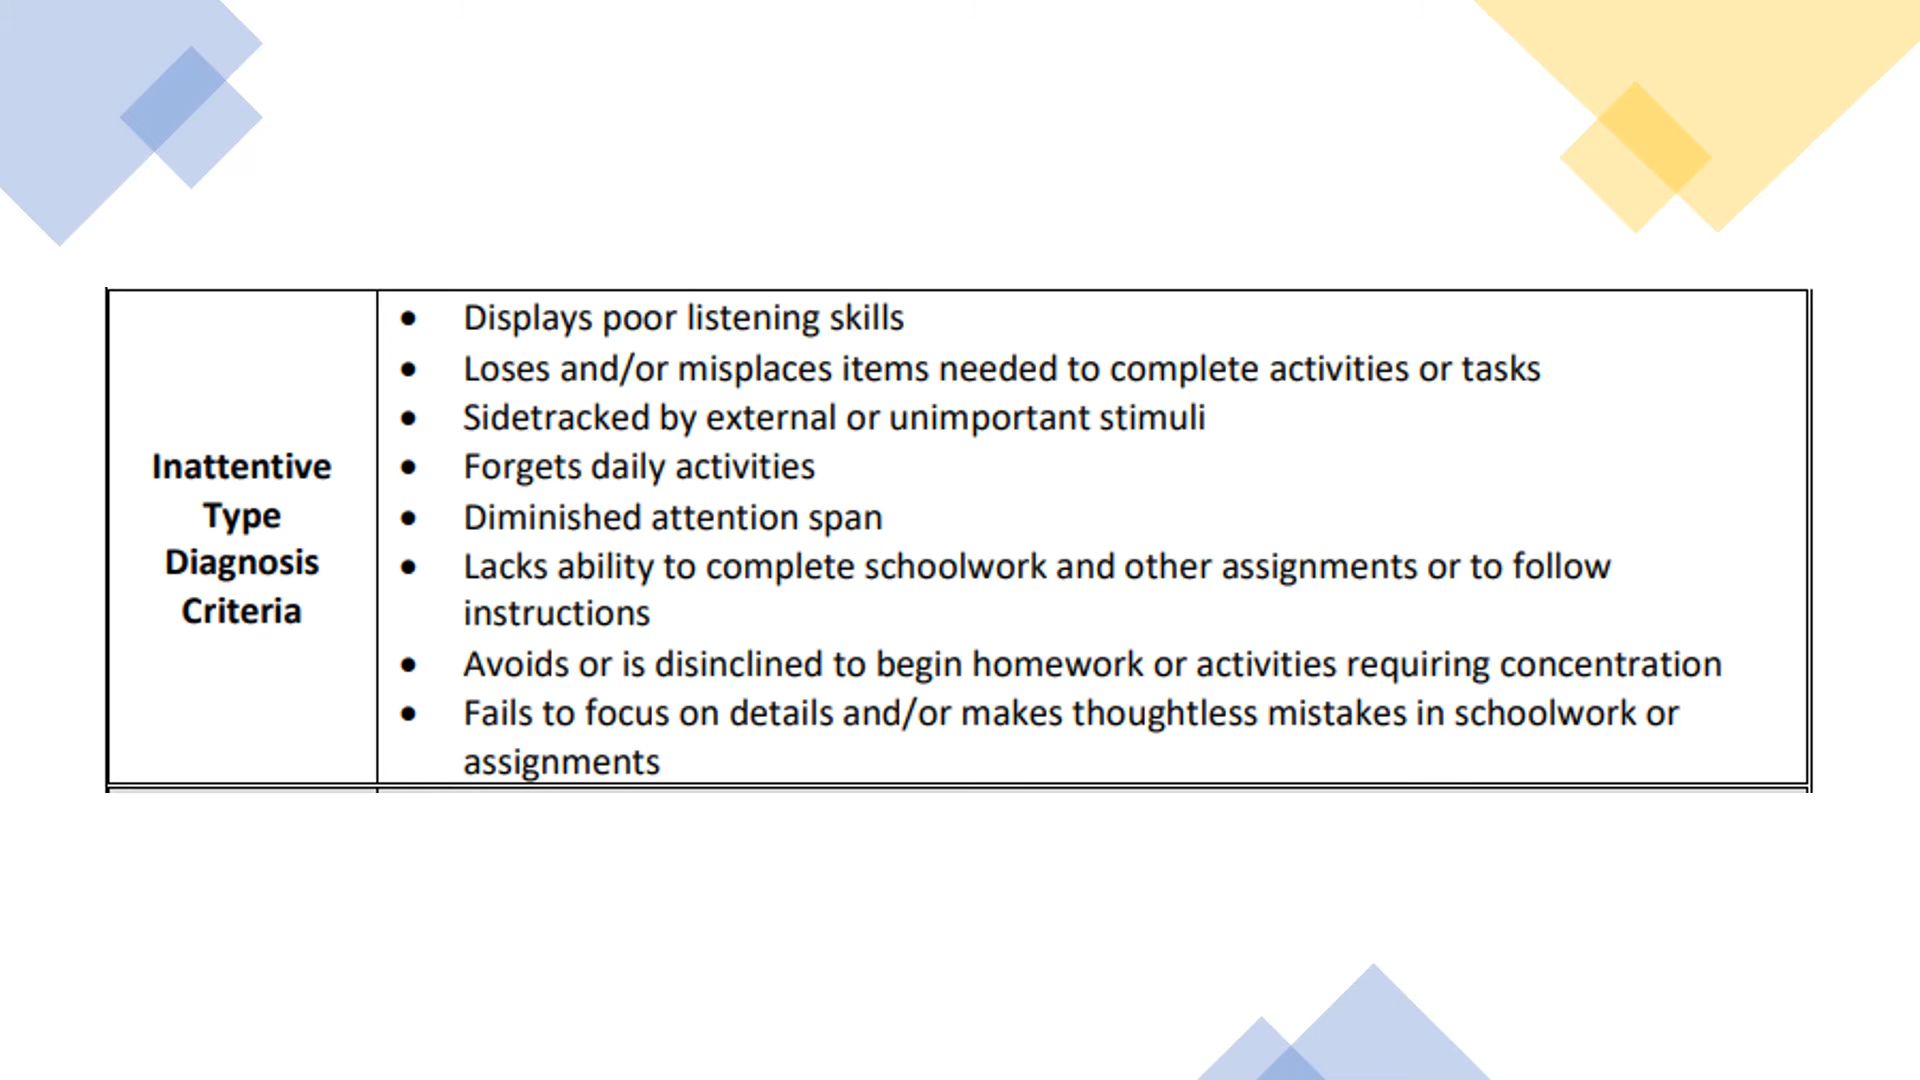 Inattentive
Type
Diagnosis
Criteria
• Displays poor listening skills
• Loses and/or misplaces items needed to complete activities or tasks
• Sidetracked by external or unimportant stimuli
• Forgets daily activities
• Diminished attention span
• Lacks ability to complete schoolwork and other assignments or to follow
instructions
• Avoids or is disinclined to begin homework or activities requiring concentration
• Fails to focus on details and/or makes thoughtless mistakes in schoolwork or
assignments